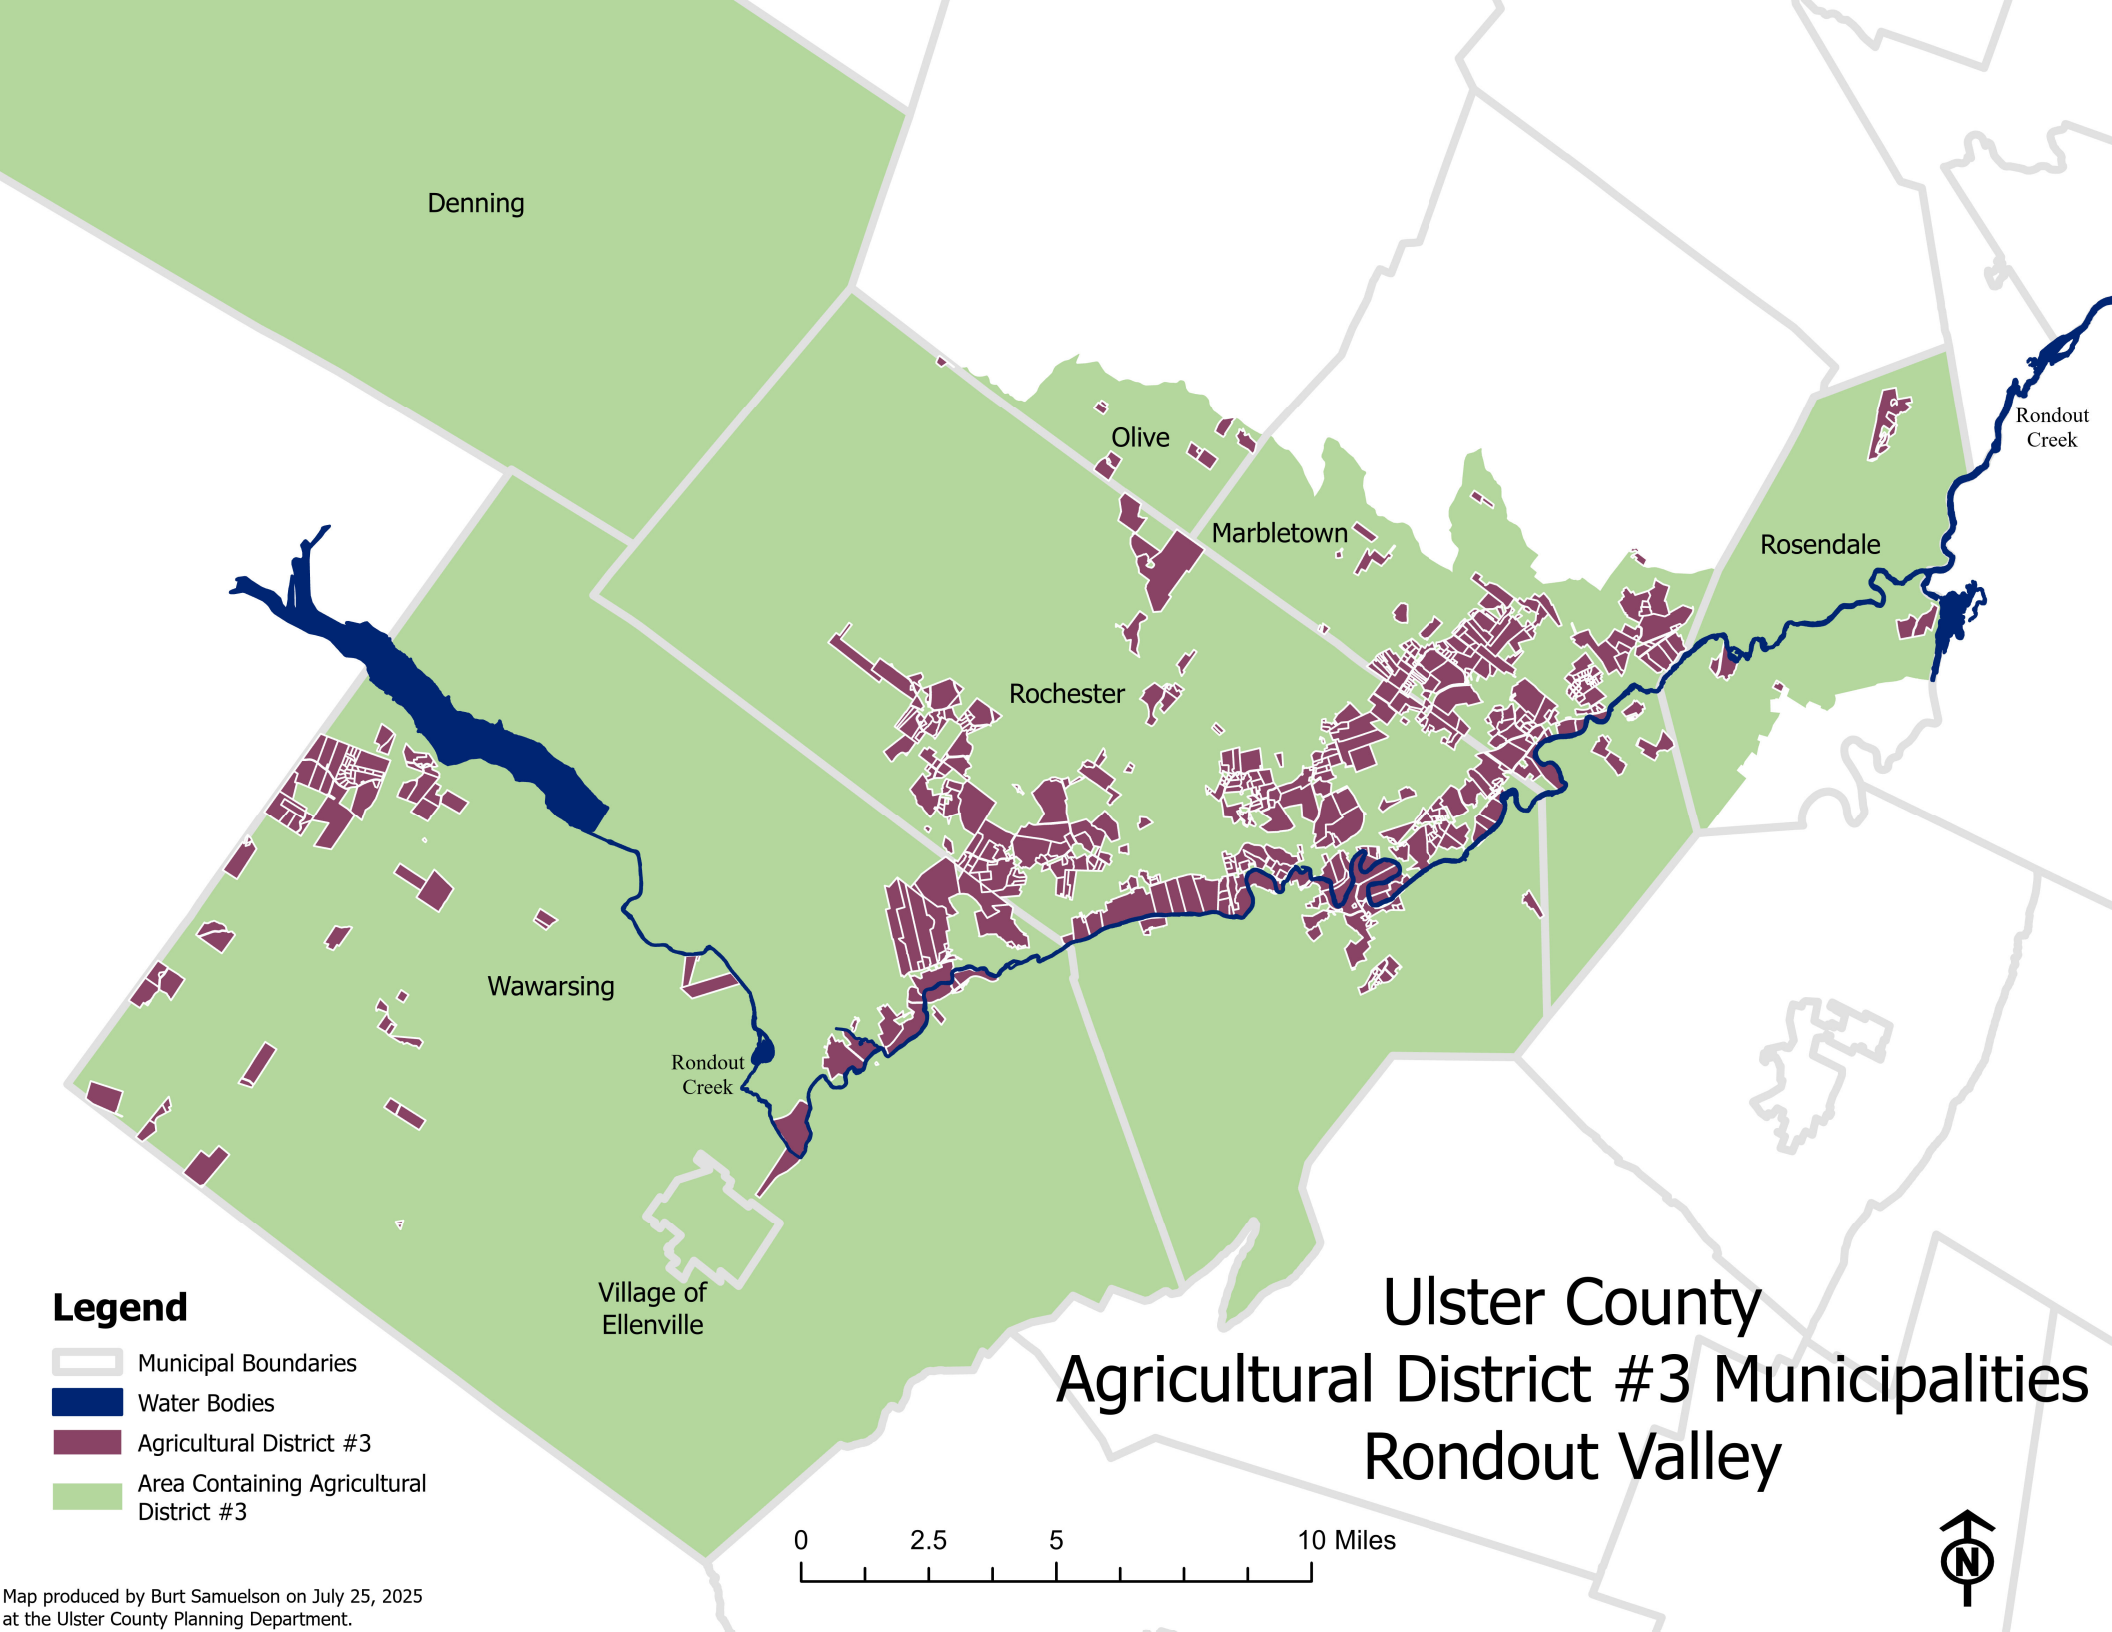 Denning
Olive
Rondout
Creek
Marbletown
Rosendale
Rochester
Wawarsing
Rondout
Creek
Village of
Ellenville
Ulster County
Agricultural District #3 Municipalities
Rondout Valley
Legend
Municipal Boundaries
Water Bodies
Agricultural District #3
Area Containing Agricultural
District #3
0 2.5 5 10 Miles
N
Map produced by Burt Samuelson on July 25, 2025
at the Ulster County Planning Department.